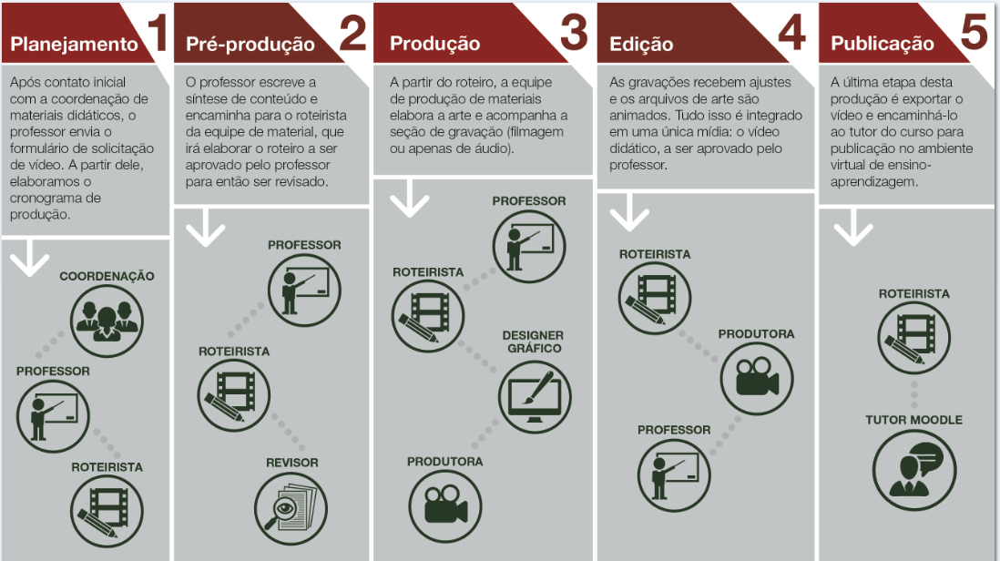 Planejamento 1
Após contato inicial
com a coordenação de
materiais didáticos, o
professor envia o
formulário de solicitação
de vídeo. A partir dele,
elaboramos o
cronograma de
produção.
COORDENAÇÃO
PROFESSOR
ROTEIRISTA
Pré-produção 2
O professor escreve a
síntese de conteúdo e
encaminha para o roteirista
da equipe de material, que
irá elaborar o roteiro a ser
aprovado pelo professor
para então ser revisado.
PROFESSOR
ROTEIRISTA
REVISOR
Produção 3
A partir do roteiro, a equipe
de produção de materiais
elabora a arte e acompanha a
seção de gravação (filmagem
ou apenas de áudio).
PROFESSOR
ROTEIRISTA
DESIGNER
GRÁFICO
PRODUTORA
Edição 4
As gravações recebem ajustes
e os arquivos de arte são
animados. Tudo isso é integrado
em uma única mídia: o vídeo
didático, a ser aprovado pelo
professor.
ROTEIRISTA
PRODUTORA
PROFESSOR
Publicação 5
A última etapa desta
produção é exportar o
vídeo e encaminhá-lo
ao tutor do curso para
publicação no ambiente
virtual de ensino-
aprendizagem.
ROTEIRISTA
TUTOR MOODLE